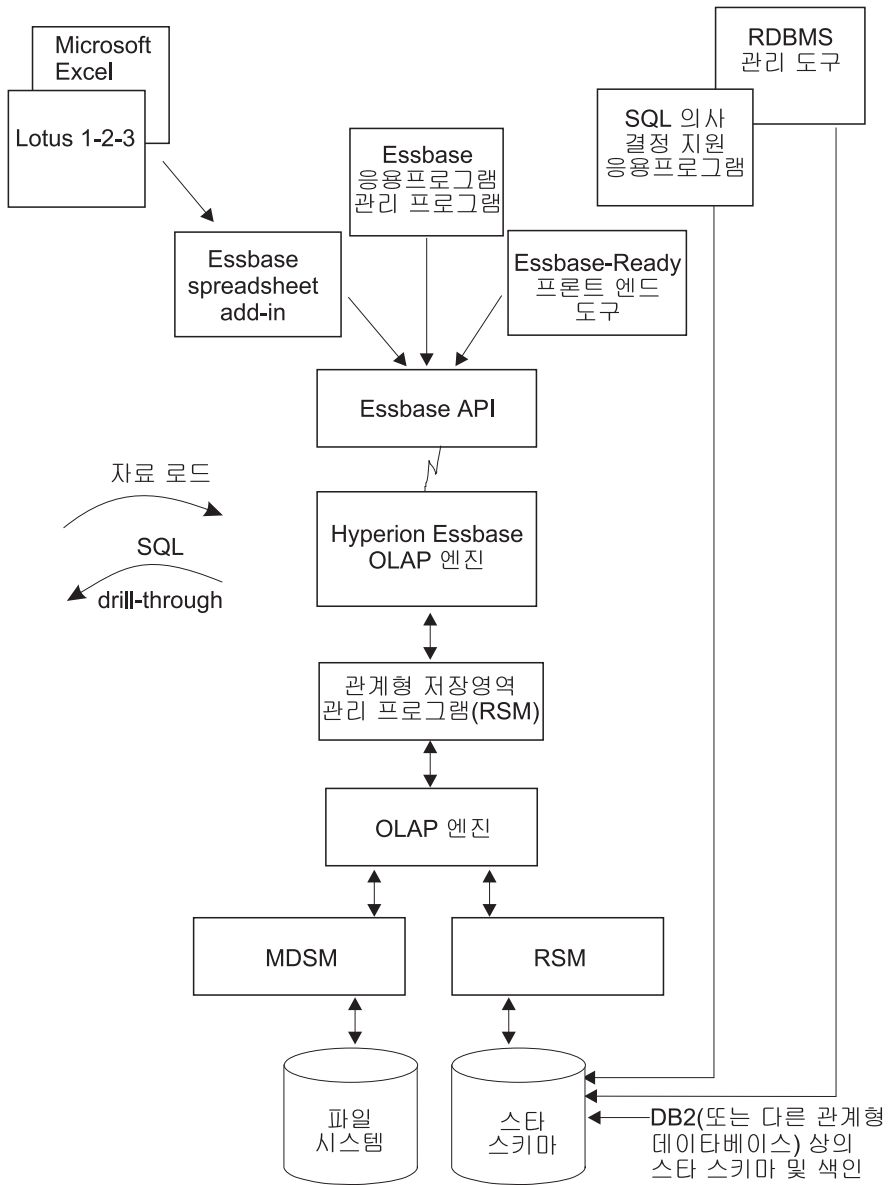 Microsoft
Excel
Lotus 1-2-3
RDBMS
관리 도구
SQL 의사
결정 지원
응용프로그램
Essbase
응용프로그램
관리 프로그램
Essbase
spreadsheet
add-in
Essbase-Ready
프론트 엔드
도구
Essbase API
자료 로드
SQL
drill-through
Hyperion Essbase
OLAP 엔진
관계형 저장영역
관리 프로그램(RSM)
OLAP 엔진
MDSM
RSM
파일
시스템
스타
스키마
DB2(또는 다른 관계형
데이타베이스) 상의
스타 스키마 및 색인